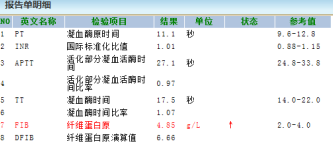 报告单明细
NO 英文名称 检验项目 结果 单位 状态 参考值
1 PT 凝血酶原时间 11.1 秒 9.6-12.8
2 INR 国际标准化比值 1.01 0.88-1.15
3 APTT 活化部分凝血活酶时间 27.1 秒 24.8-33.8
4 活化部分凝血活酶时间比率 0.97
5 TT 凝血酶时间 17.5 秒 14.0-22.0
6 凝血酶时间比率 1.07
7 FIB 纤维蛋白原 4.85 g/L ↑ 2.0-4.0
8 DFIB 纤维蛋白原演算值 6.66